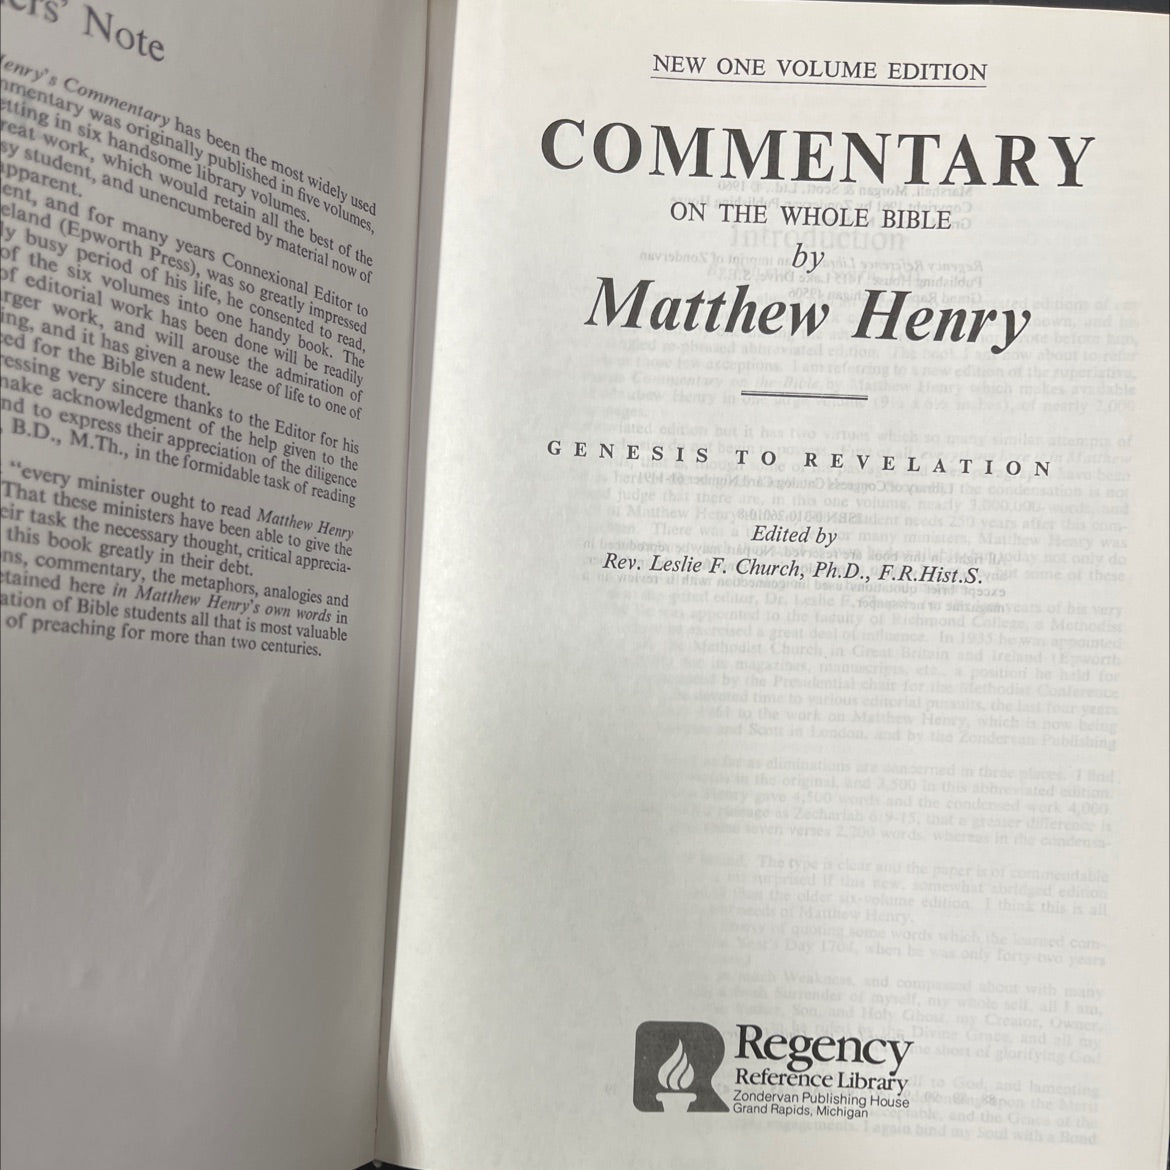 Note
Henry's Commentary has been the most widely used
commentary was originally published in five volumes,
etting in six handsome library volumes.
reat work, which would retain all the best of the
sy student, and unencumbered by material now of
apparent.
ent, and for many years Connexional Editor to
eland (Epworth Press), was so greatly impressed
ly busy period of his life, he consented to read,
of the six volumes into one handy book. The
of editorial work has been done will be readily
rger work, and will arouse the admiration of
ing, and it has given a new lease of life to one of
ced for the Bible student.
essing very sincere thanks to the Editor for his
make acknowledgment of the help given to the
nd to express their appreciation of the diligence
, B.D., M.Th., in the formidable task of reading
"every minister ought to read Matthew Henry
That these ministers have been able to give the
eir task the necessary thought, critical apprecia-
this book greatly in their debt.
ns, commentary, the metaphors, analogies and
etained here in Matthew Henry's own words in
ation of Bible students all that is most valuable
of preaching for more than two centuries.
NEW ONE VOLUME EDITION
COMMENTARY
ON THE WHOLE BIBLE
by
Matthew Henry
GENESIS TO REVELATION
Edited by
Rev. Leslie F. Church, Ph.D., F.R.Hist.S.
Regency
Reference Library
Zondervan Publishing House
Grand Rapids, Michigan